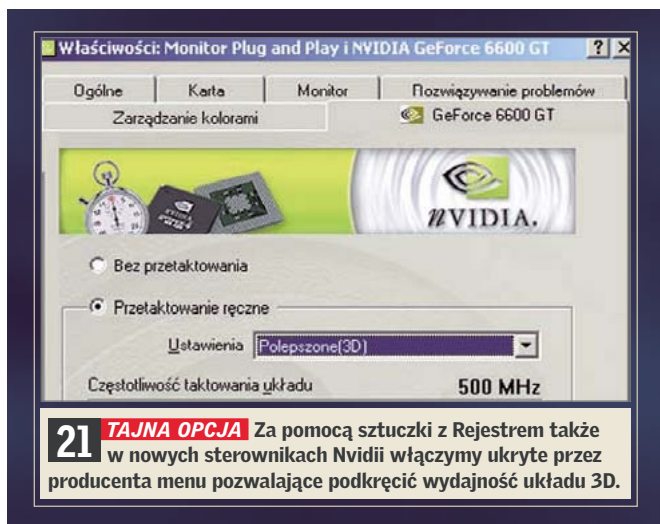 Właściwości: Monitor Plug and Play i NVIDIA GeForce 6600 GT
Ogólne Karta Monitor Rozwiązywanie problemów
Zarządzanie kolorami GeForce 6600 GT
NVIDIA.
Bez przetaktowania
Przetaktowanie ręczne
Ustawienia Polepszone(3D)
Częstotliwość taktowania układu 500 MHz
21 TAJNA OPCJA Za pomocą sztuczki z Rejestrem także
w nowych sterownikach Nvidii włączymy ukryte przez
producenta menu pozwalające podkręcić wydajność układu 3D.